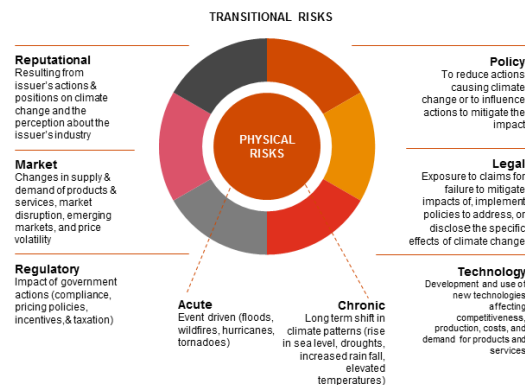 TRANSITIONAL RISKS
Reputational
Resulting from
issuer's actions &
positions on climate
change and the
perception about the
issuer's industry
Market
Changes in supply &
demand of products &
services, market
disruption, emerging
markets, and price
volatility
Regulatory
Impact of government
actions (compliance,
pricing policies,
incentives, & taxation)
PHYSICAL
RISKS
Acute
Event driven (floods,
wildfires, hurricanes,
tornadoes)
Chronic
Long term shift in
climate patterns (rise
in sea level, droughts,
increased rain fall,
elevated
temperatures)
Policy
To reduce actions
causing climate
change or to influence
actions to mitigate the
impact
Legal
Exposure to claims for
failure to mitigate
impacts of, implement
policies to address, or
disclose the specific
effects of climate change
Technology
Development and use of
new technologies
affecting
competitiveness,
production, costs, and
demand for products and
services